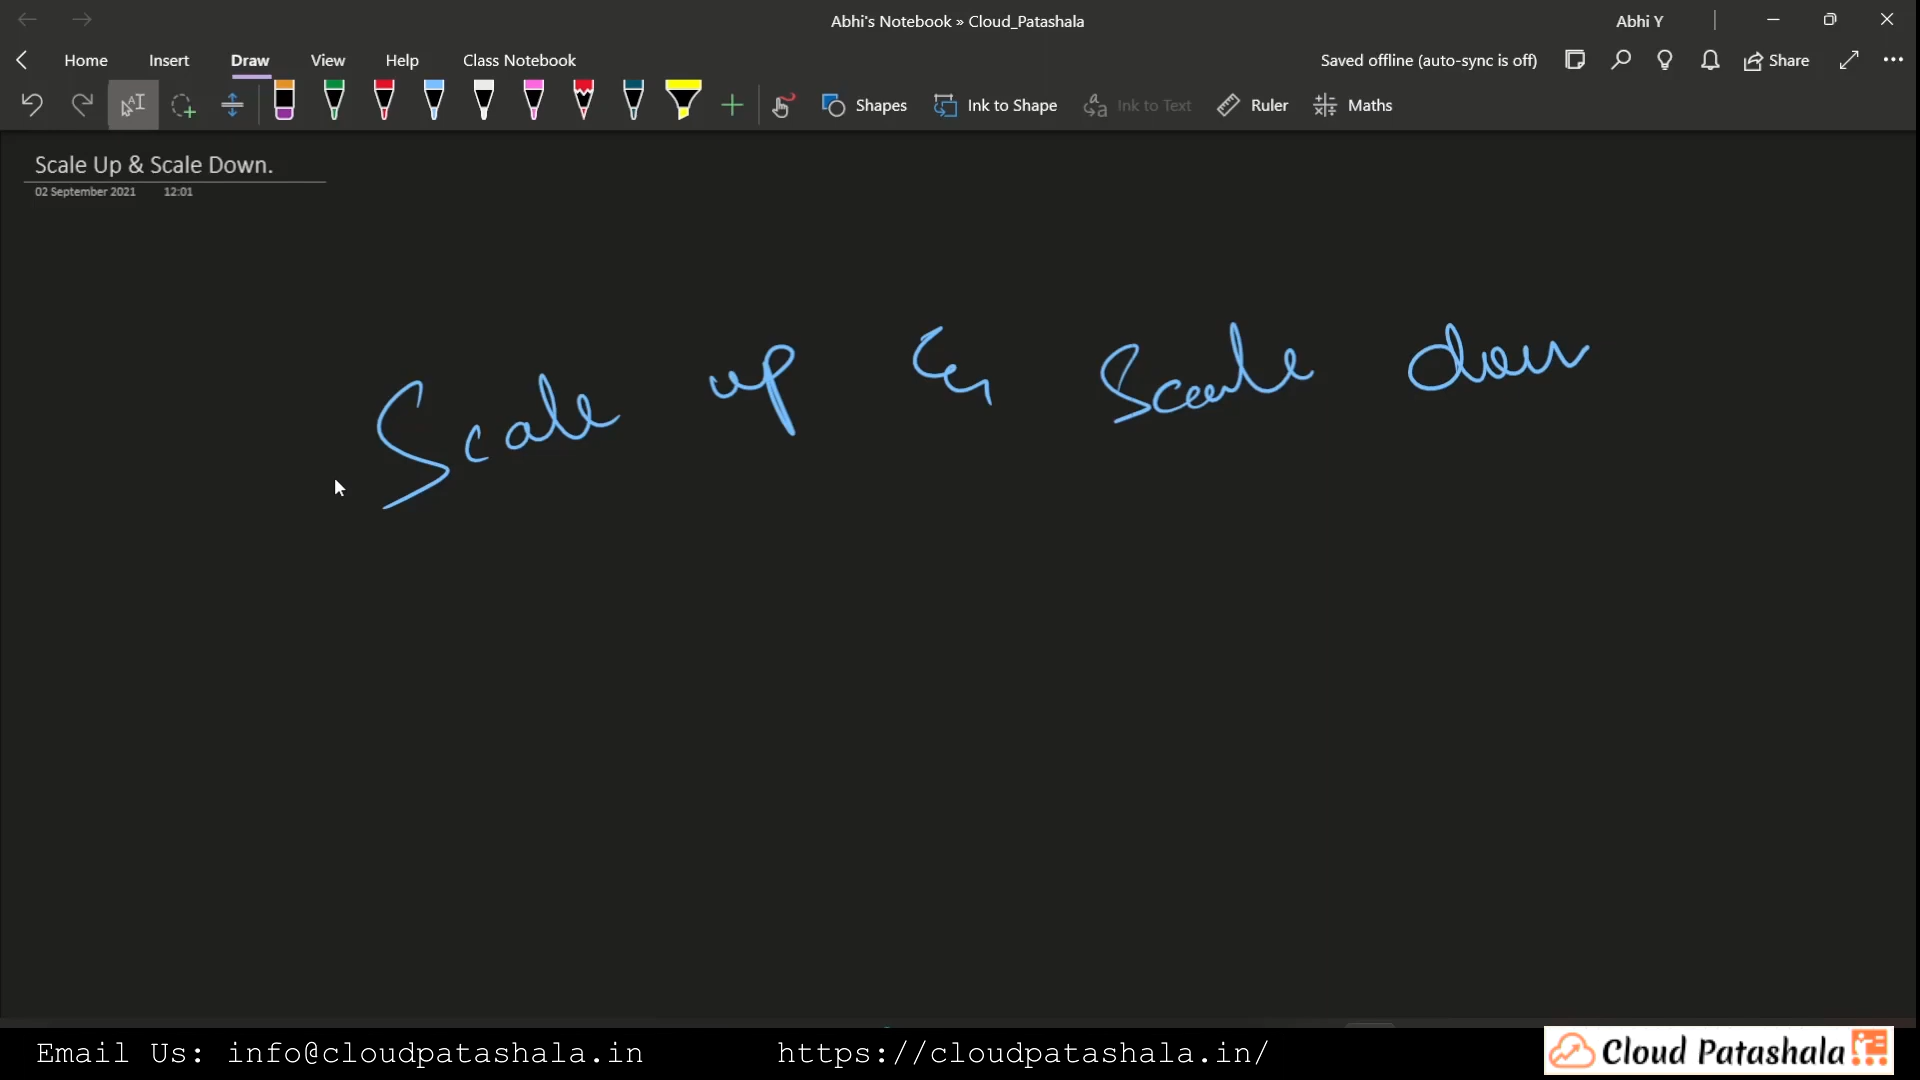 Abhi's Notebook » Cloud_Patashala
Abhi Y
Home Insert Draw View Help Class Notebook
Saved offline (auto-sync is off) Share
AI Shapes Ink to Shape Ink to Text Ruler Maths
Scale Up & Scale Down.
02 September 2021 12:01
Scale up & Scale down
Email Us: info@cloudpatashala.in https://cloudpatashala.in/
Cloud Patashala